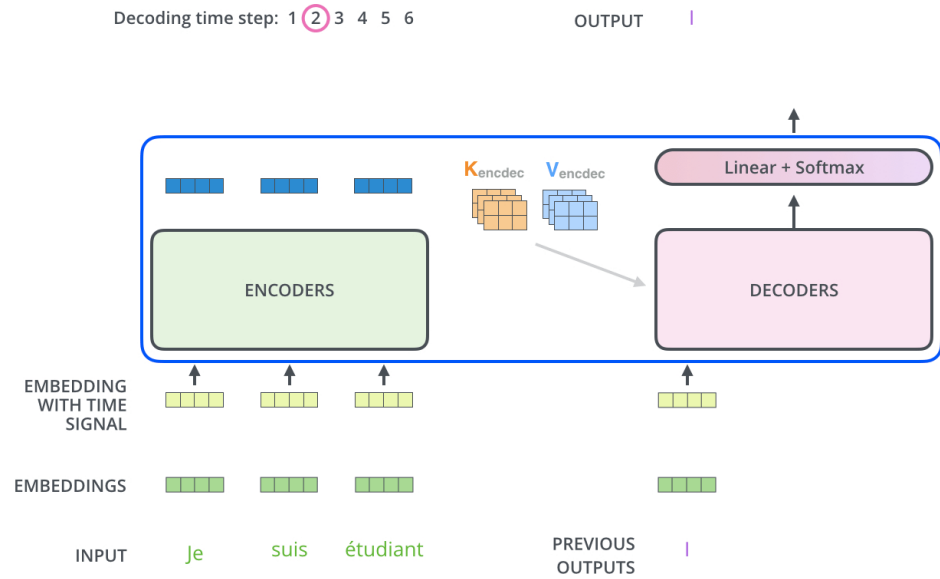 Decoding time step: 1 2 3 4 5 6
OUTPUT I
Kencdec Vencdec
Linear + Softmax
ENCODERS
DECODERS
EMBEDDING
WITH TIME
SIGNAL
EMBEDDINGS
INPUT Je suis étudiant
PREVIOUS
OUTPUTS
I